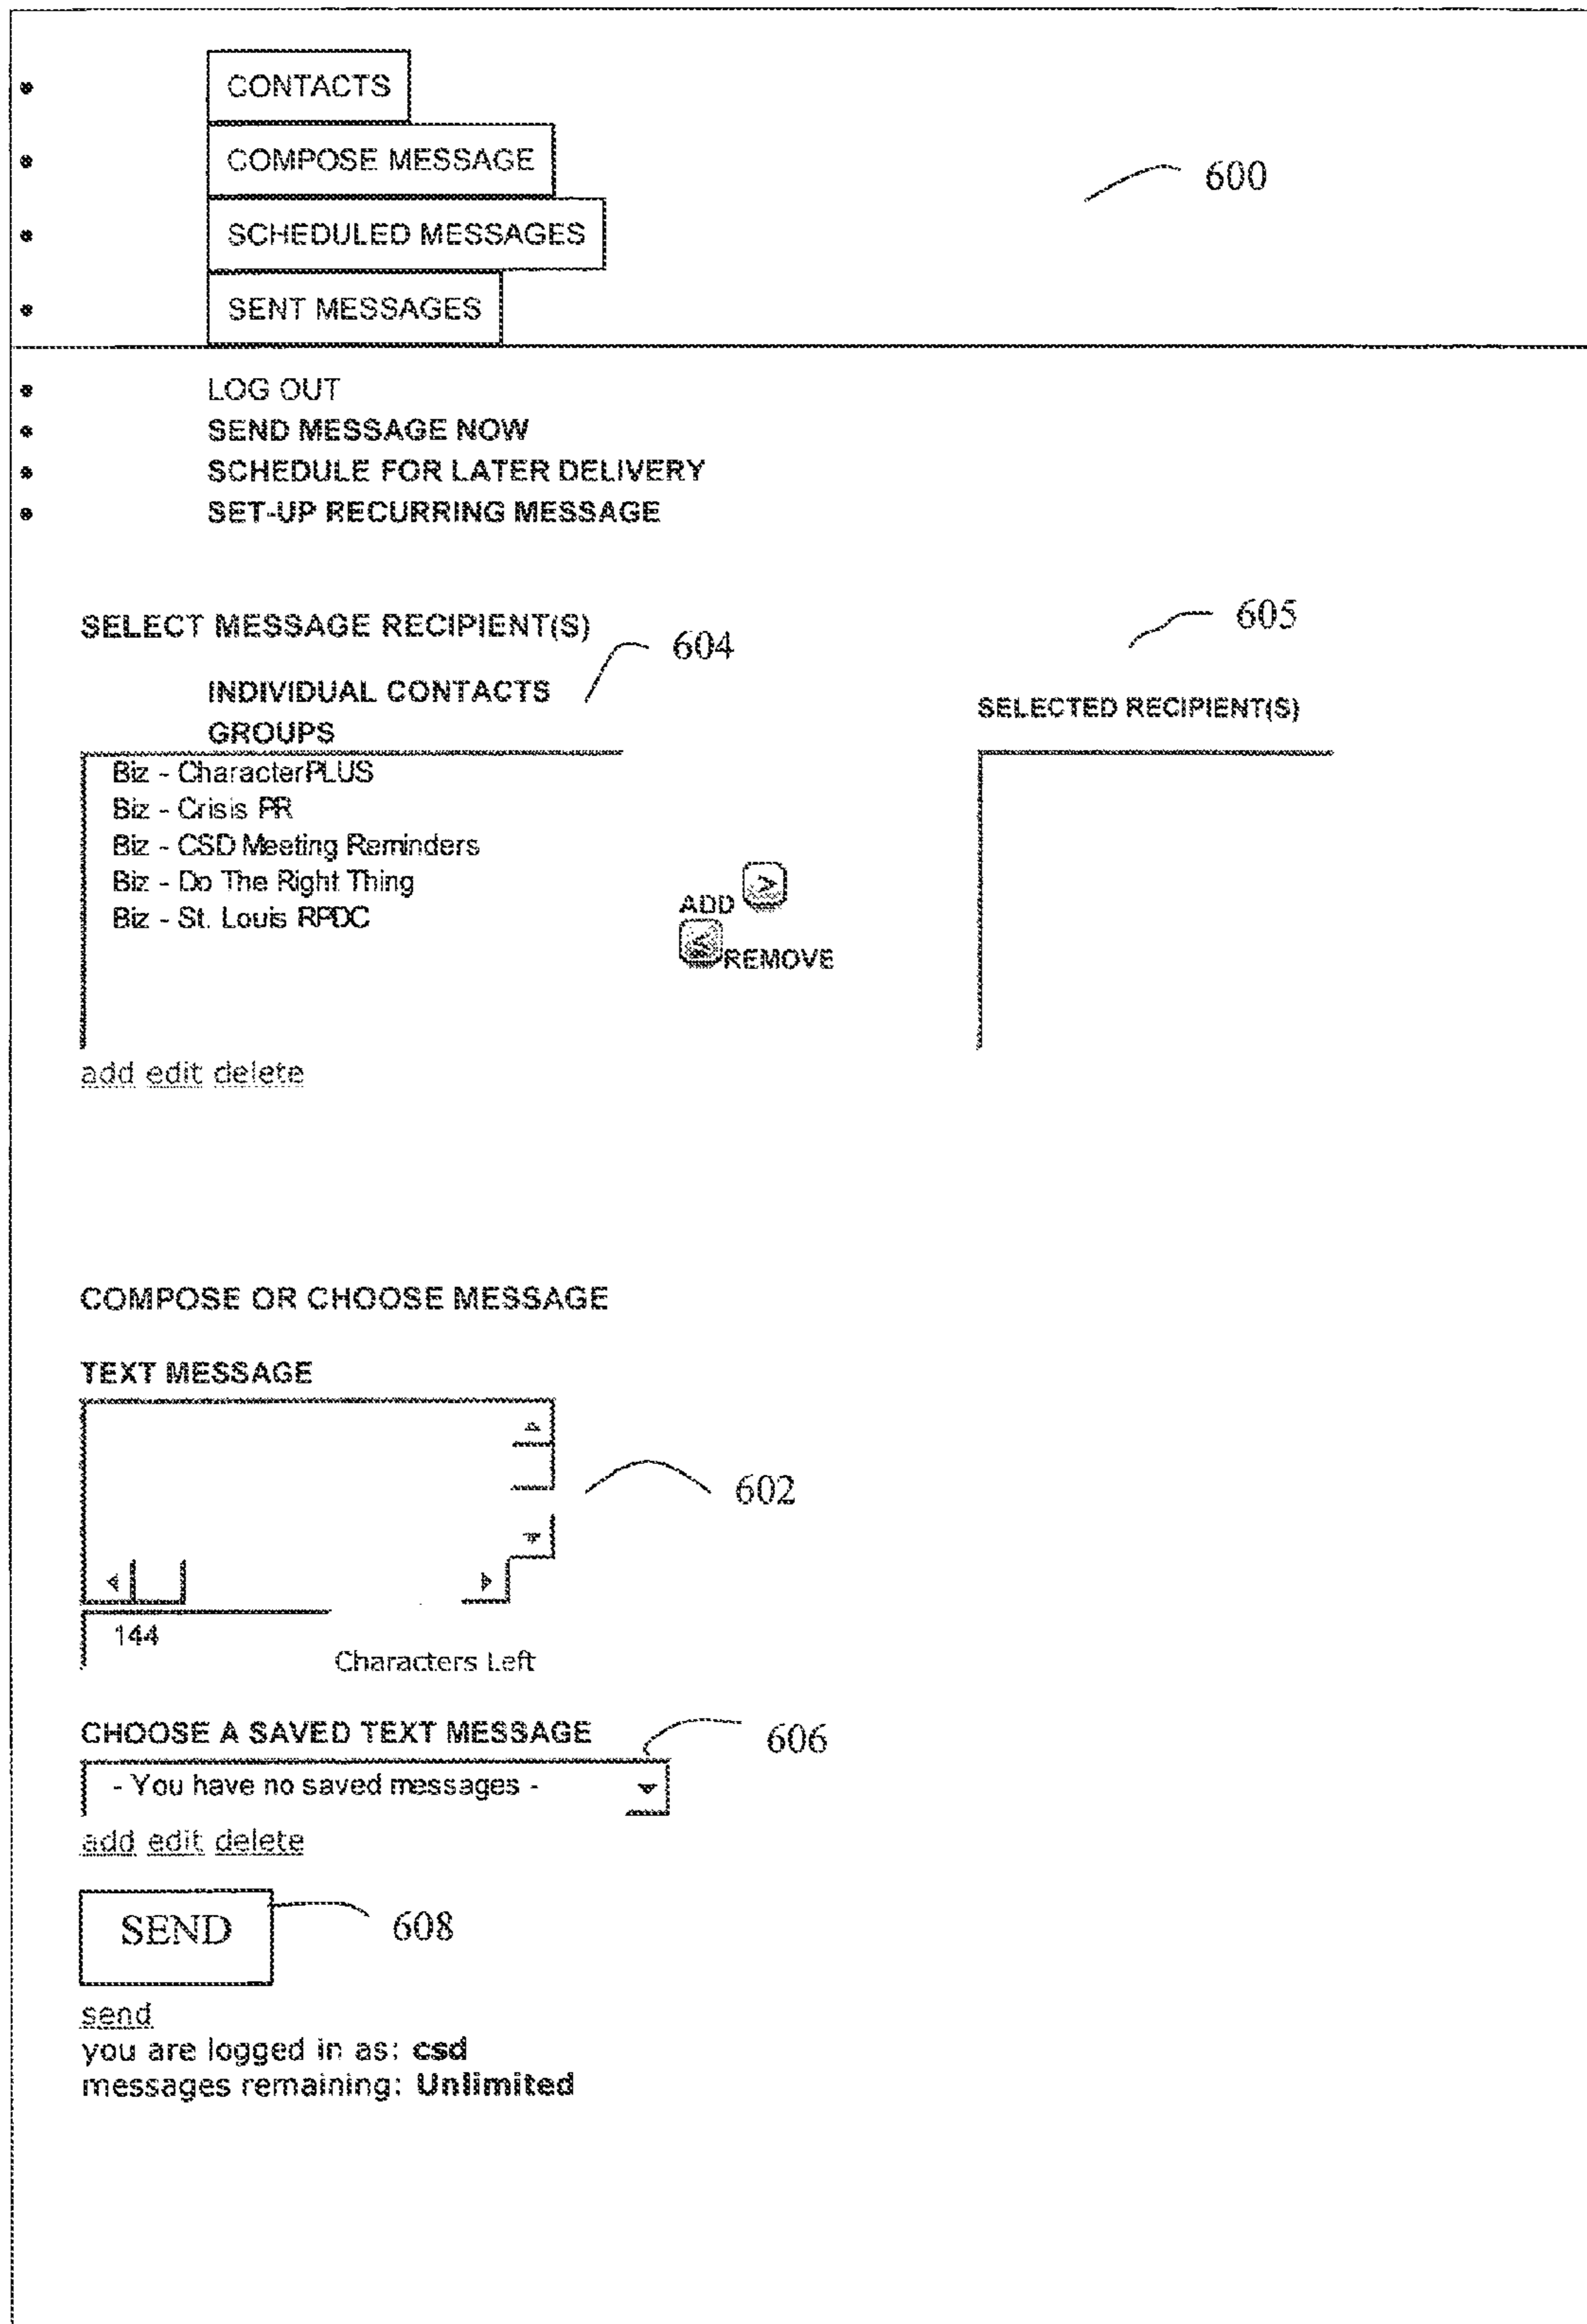 CONTACTS
COMPOSE MESSAGE
600
SCHEDULED MESSAGES
SENT MESSAGES
LOG OUT
SEND MESSAGE NOW
SCHEDULE FOR LATER DELIVERY
SET-UP RECURRING MESSAGE
SELECT MESSAGE RECIPIENT(S)
604
605
INDIVIDUAL CONTACTS
GROUPS
SELECTED RECIPIENT(S)
Biz - CharacterPLUS
Biz - Crisis PR
Biz - CSD Meeting Reminders
Biz - Do The Right Thing
Biz - St. Louis RPDC
ADD >
< REMOVE
add edit delete
COMPOSE OR CHOOSE MESSAGE
TEXT MESSAGE
602
144
Characters Left
CHOOSE A SAVED TEXT MESSAGE
606
- You have no saved messages -
add edit delete
SEND
608
send
you are logged in as: csd
messages remaining: Unlimited